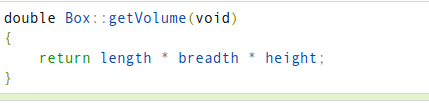 double Box::getVolume(void)
{
    return length * breadth * height;
}